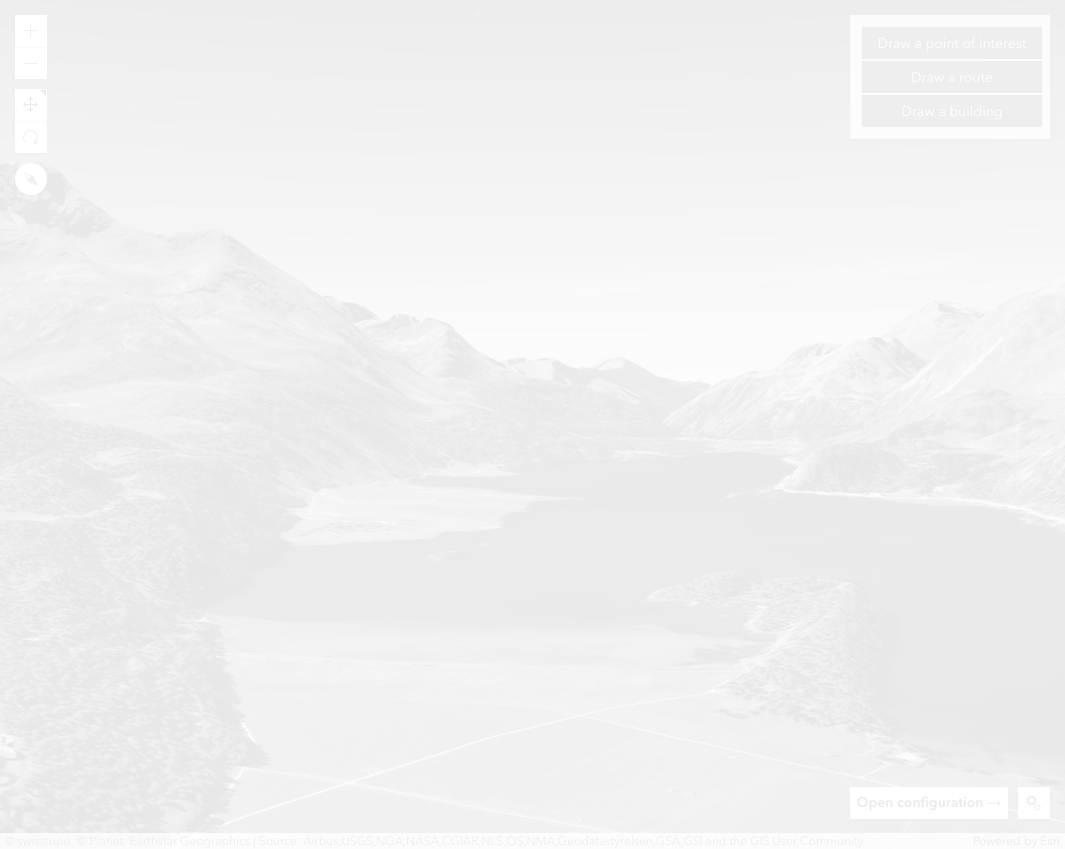 Draw a point of interest
Draw a route
Draw a building
Open configuration →
© swisstopo, © Planet, Earthstar Geographics | Source: Airbus,USGS,NGA,NASA,CGIAR,NLS,OS,NMA,Geodatastyrelsen,GSA,GSI and the GIS User Community
Powered by Esri